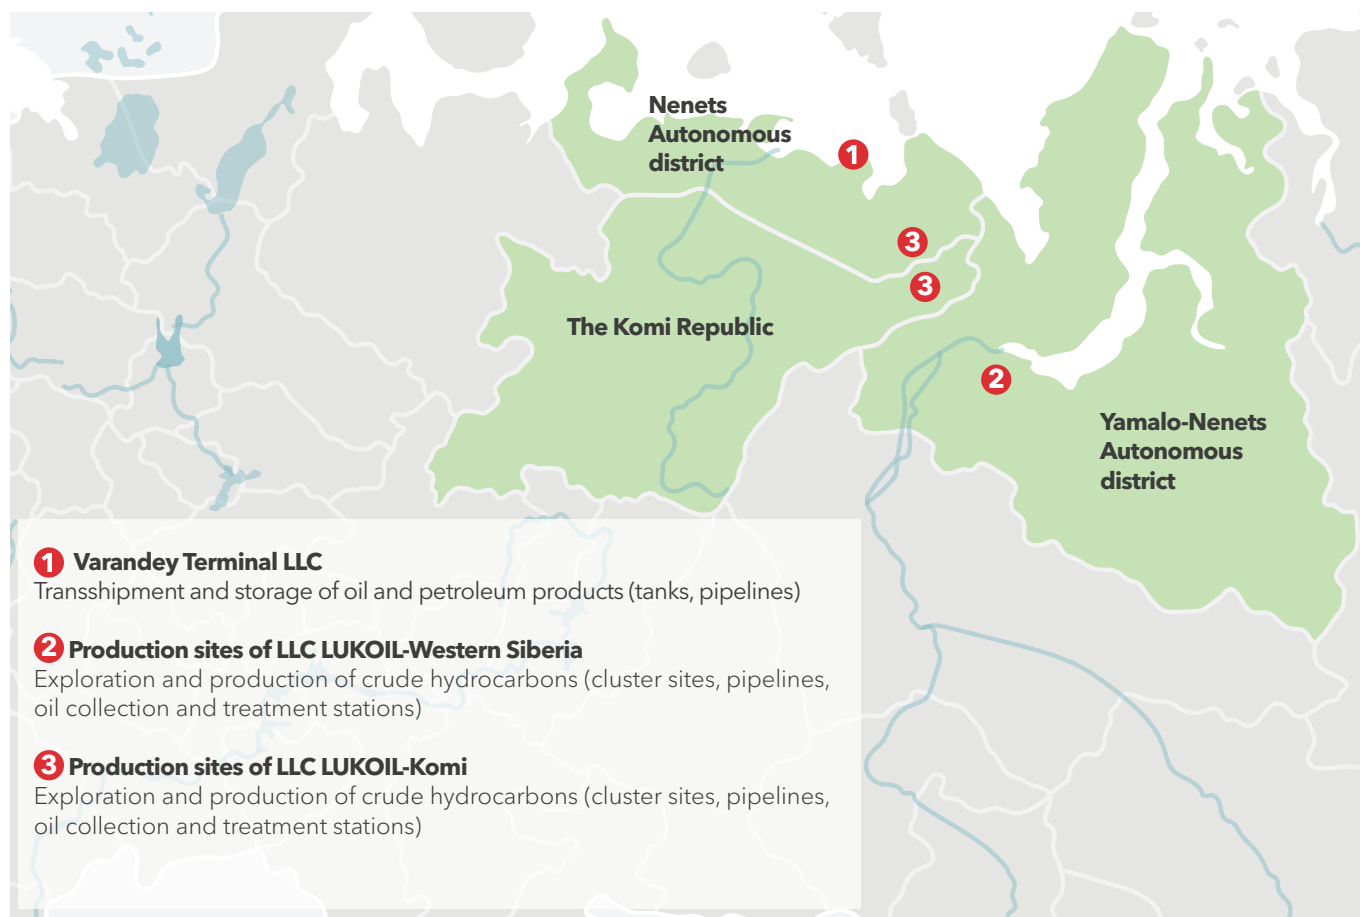 Nenets
Autonomous
district
1
3
3
The Komi Republic
2
Yamalo-Nenets
Autonomous
district
1 Varandey Terminal LLC
Transshipment and storage of oil and petroleum products (tanks, pipelines)
2 Production sites of LLC LUKOIL-Western Siberia
Exploration and production of crude hydrocarbons (cluster sites, pipelines,
oil collection and treatment stations)
3 Production sites of LLC LUKOIL-Komi
Exploration and production of crude hydrocarbons (cluster sites, pipelines,
oil collection and treatment stations)